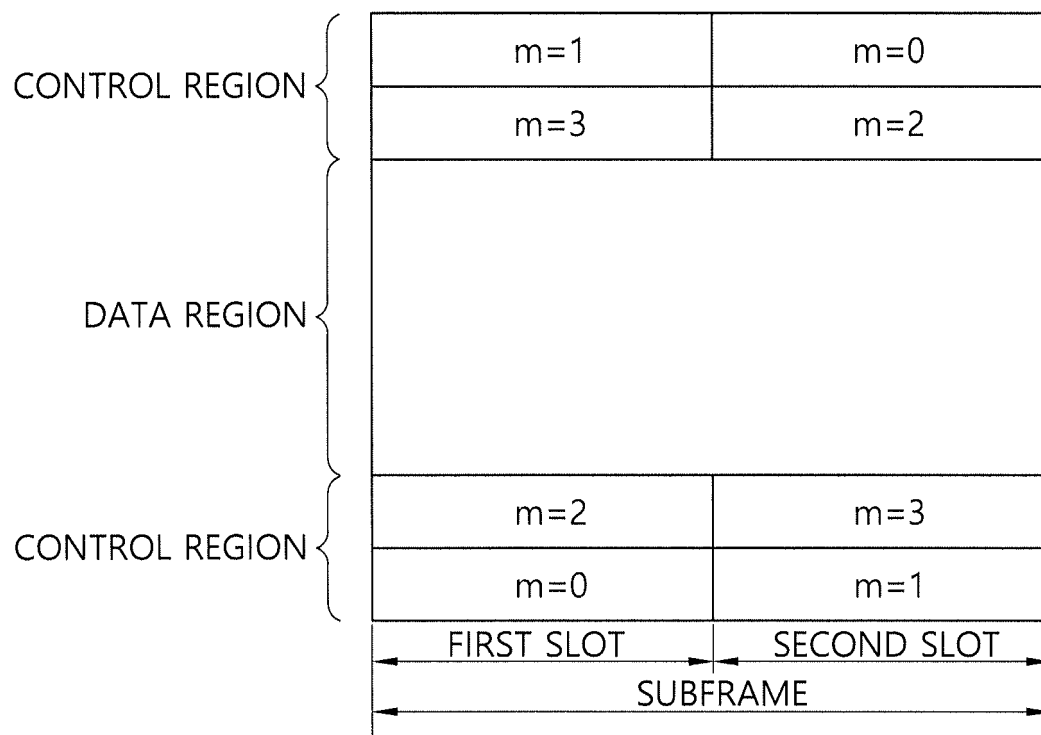 CONTROL REGION
m=1
m=0
m=3
m=2
DATA REGION
CONTROL REGION
m=2
m=3
m=0
m=1
FIRST SLOT
SECOND SLOT
SUBFRAME